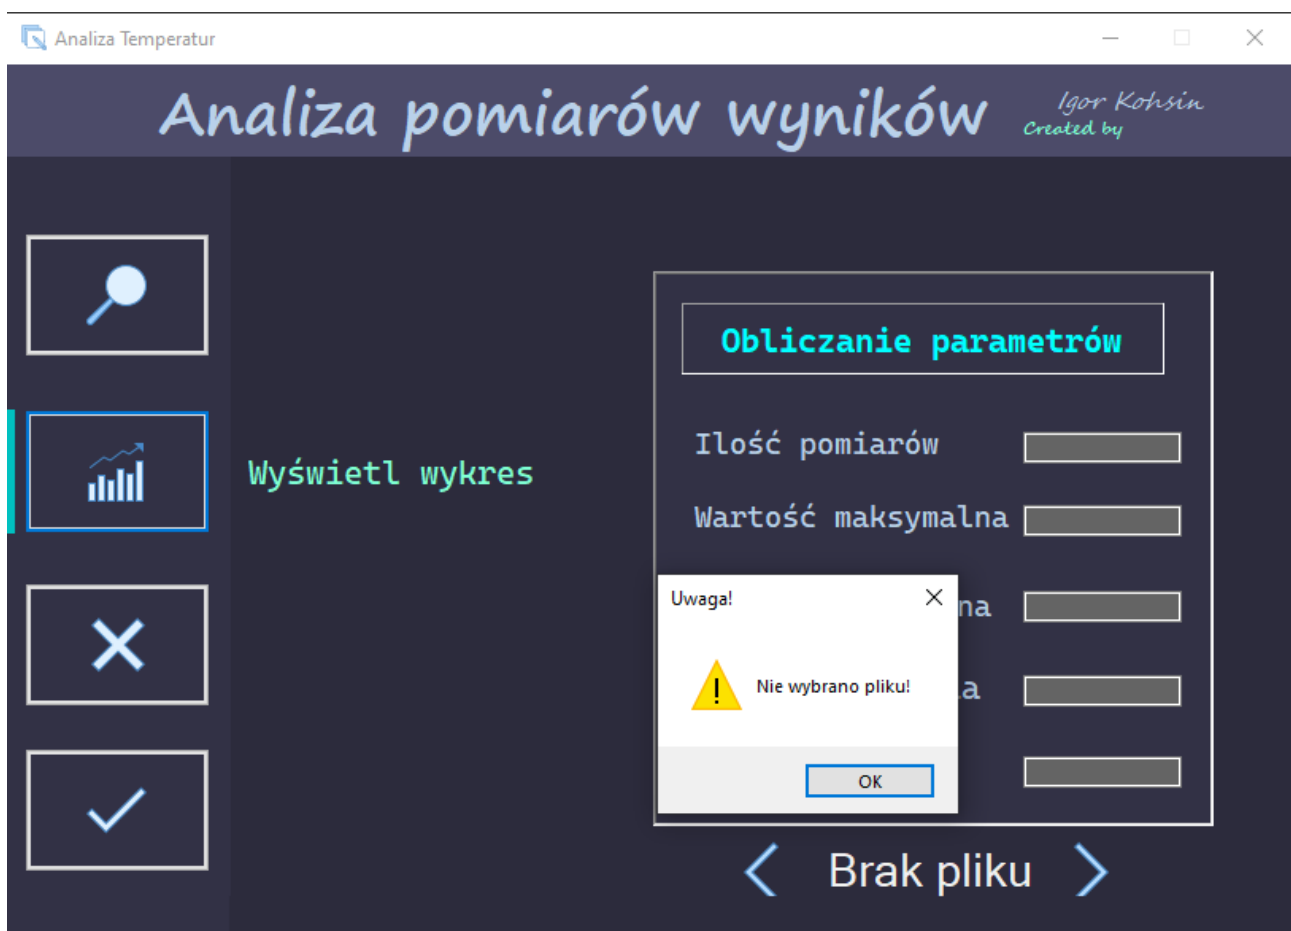 Analiza Temperatur
Analiza pomiarów wyników
Igor Kohsin
Created by
Obliczanie parametrów
Ilość pomiarów
Wyświetl wykres
Wartość maksymalna
Uwaga!
na
Nie wybrano pliku!
a
OK
Brak pliku